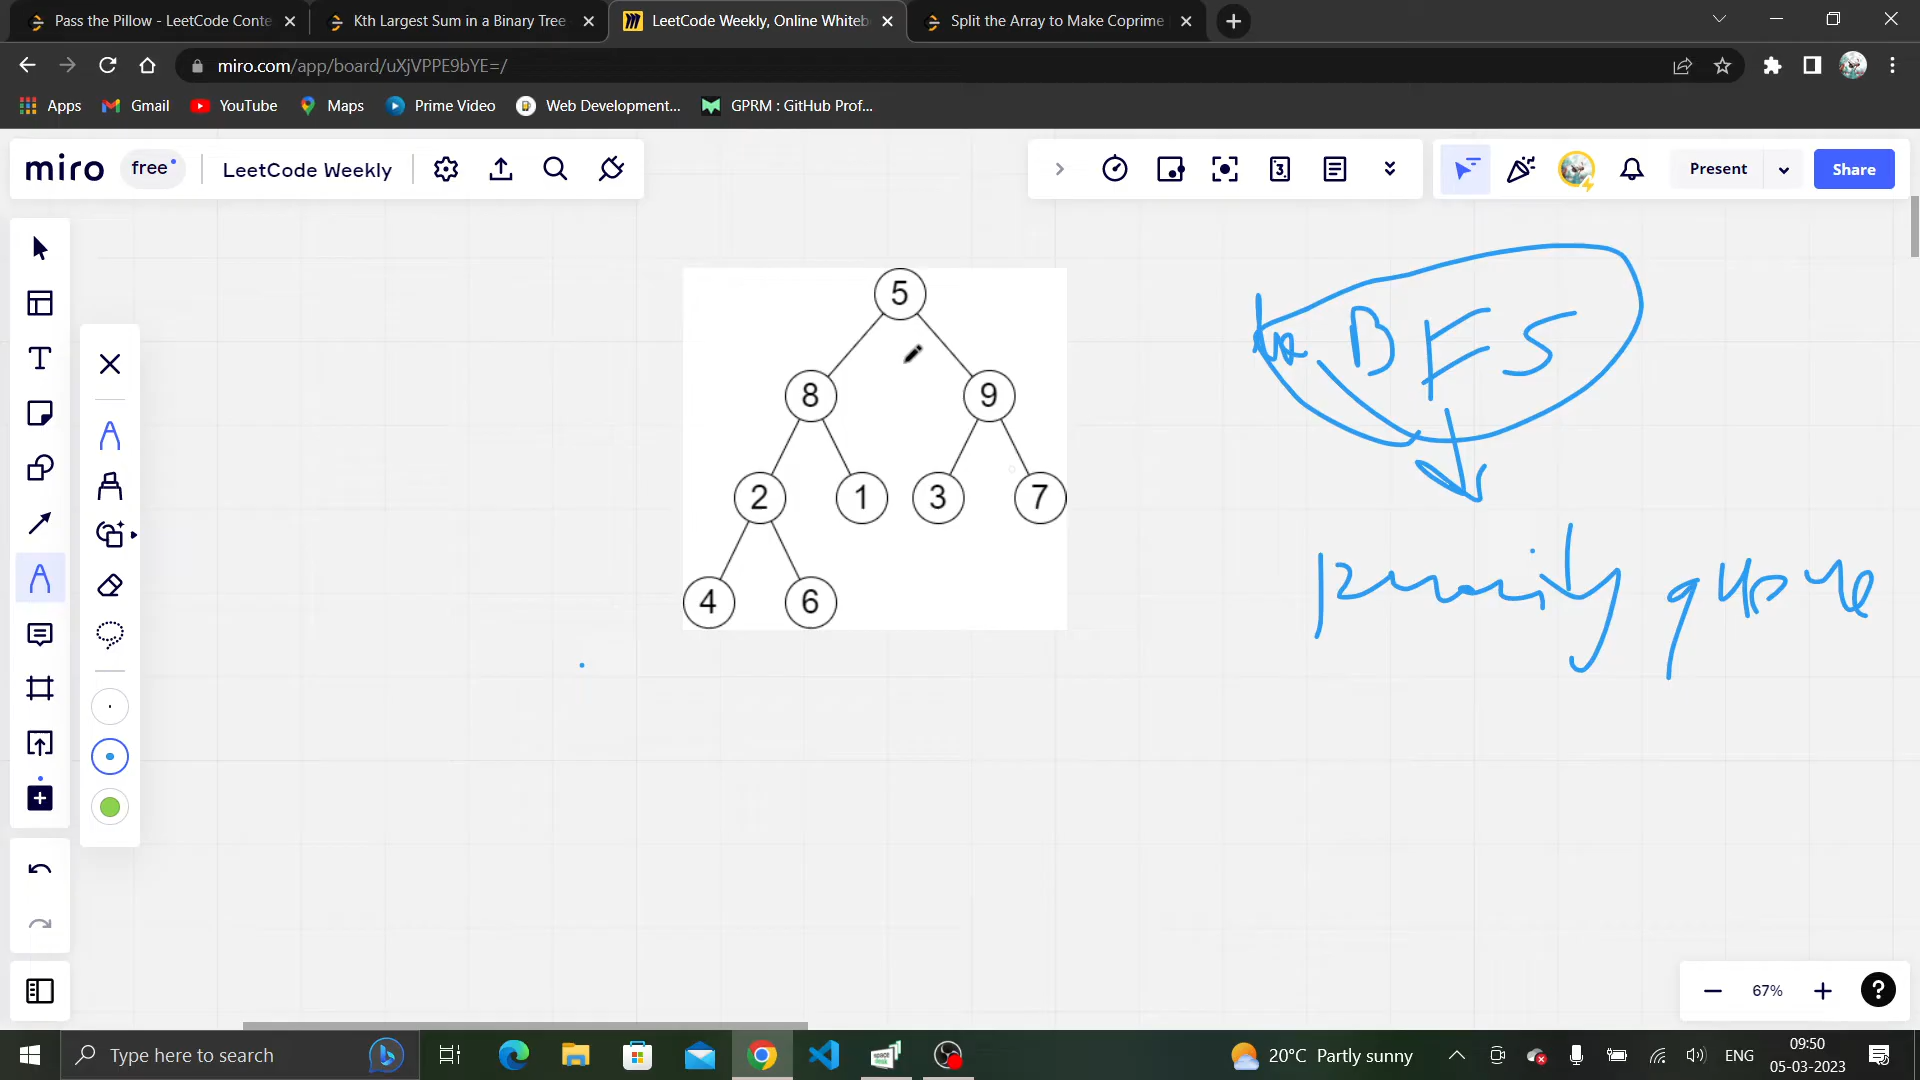 Pass the Pillow - LeetCode Conte
Kth Largest Sum in a Binary Tree
LeetCode Weekly, Online Whiteb
Split the Array to Make Coprime
miro.com/app/board/uXjVPPE9bYE=/
Apps
Gmail
YouTube
Maps
Prime Video
Web Development...
GPRM : GitHub Prof...
miro
free
LeetCode Weekly
3
Present
Share
5
8
9
2
1
3
7
4
6
BFS
priority queue
67%
?
Type here to search
20°C Partly sunny
ENG
09:50
05-03-2023